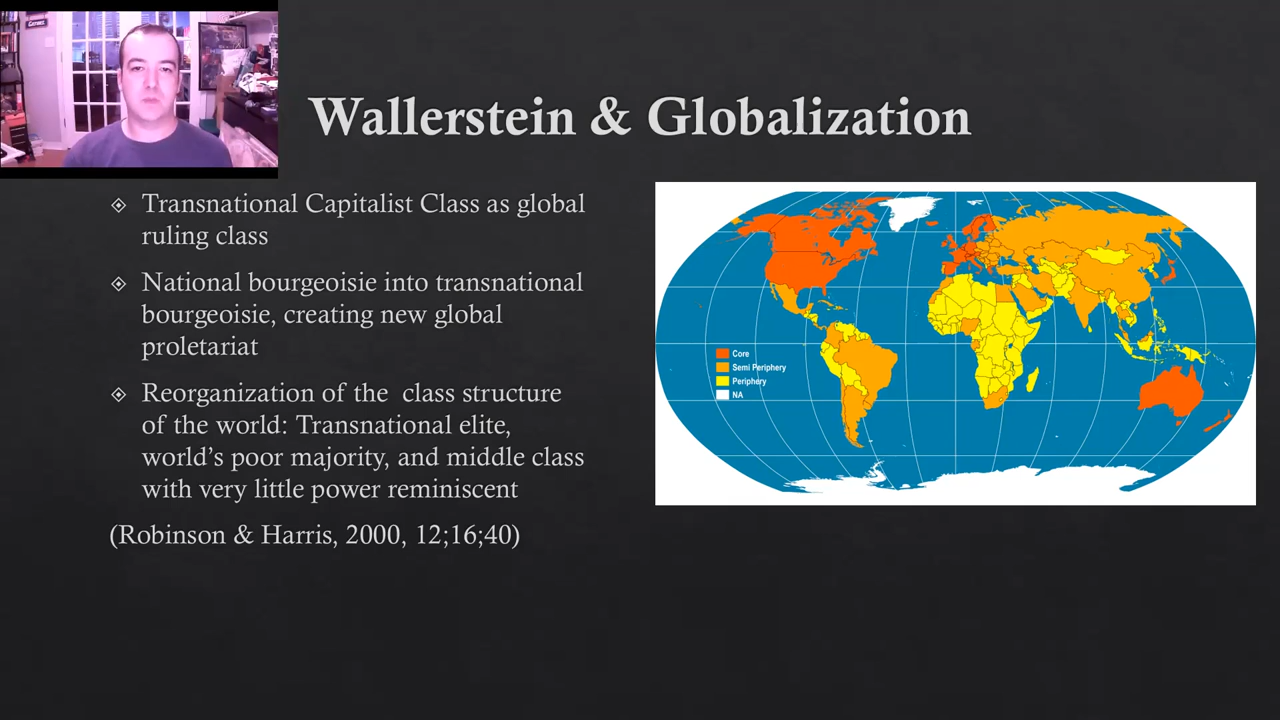 Wallerstein & Globalization
Transnational Capitalist Class as global
ruling class
National bourgeoisie into transnational
bourgeoisie, creating new global
proletariat
Reorganization of the  class structure
of the world: Transnational elite,
world's poor majority, and middle class
with very little power reminiscent
(Robinson & Harris, 2000, 12;16;40)
Core
Semi Periphery
Periphery
NA